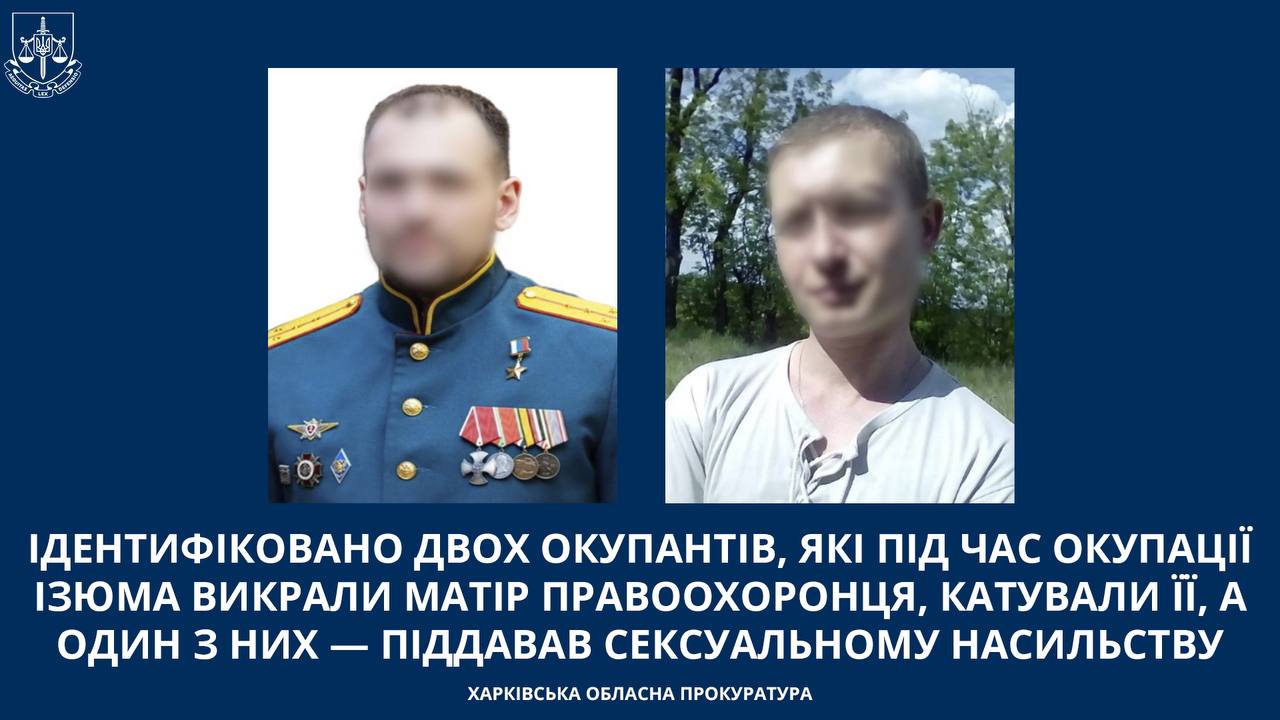 ІДЕНТИФІКОВАНО ДВОХ ОКУПАНТІВ, ЯКІ ПІД ЧАС ОКУПАЦІЇ
ІЗЮМА ВИКРАЛИ МАТІР ПРАВООХОРОНЦЯ, КАТУВАЛИ ЇЇ, А
ОДИН З НИХ — ПІДДАВАВ СЕКСУАЛЬНОМУ НАСИЛЬСТВУ
ХАРКІВСЬКА ОБЛАСНА ПРОКУРАТУРА